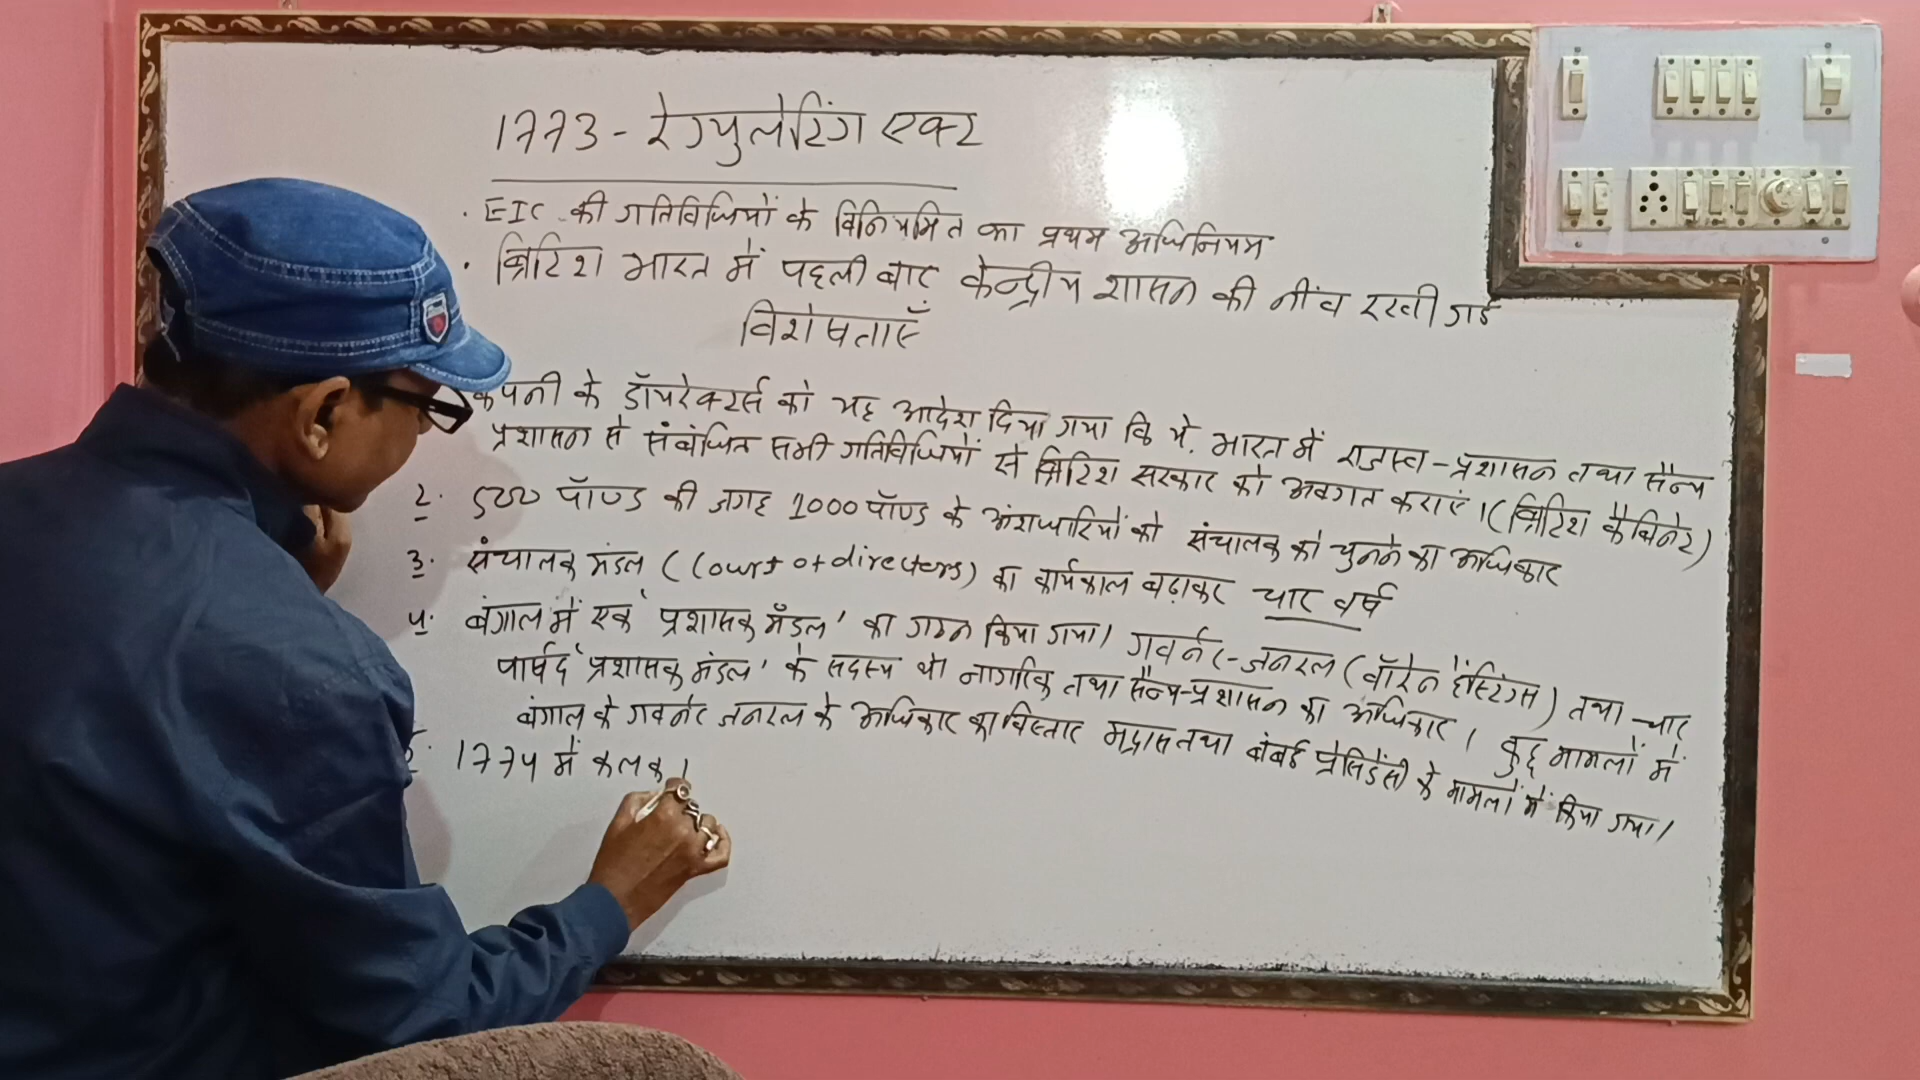 1773 - रेग्युलेटिंग एक्ट
• EIC की गतिविधियों के विनियमित का प्रथम अधिनियम
• ब्रिटिश भारत में पहली बार केन्द्रीय शासन की नींव रखी गई
विशेषताएँ
कंपनी के डॉयरेक्टर्स को यह आदेश दिया गया कि वे, भारत में राजस्व-प्रशासन तथा सैन्य
प्रशासन से संबंधित सभी गतिविधियों से ब्रिटिश सरकार को अवगत कराएं। (ब्रिटिश कैबिनेट)
2. 500 पॉण्ड की जगह 1000 पॉण्ड के अंशधारियों को संचालक को चुनने का अधिकार
3. संचालक मंडल (Court of directers) का कार्यकाल बढ़ाकर चार वर्ष
4. बंगाल में एक 'प्रशासक मंडल' का गठन किया गया। गवर्नर-जनरल (वॉरेन हैस्टिंग्स) तथा चार
पार्षद 'प्रशासक मंडल' के सदस्य थे। नागरिक तथा सैन्य-प्रशासन का अधिकार। कुछ मामलों में
बंगाल के गवर्नर जनरल के अधिकार का विस्तार मद्रास तथा बंबई प्रेसिडेंसी के मामलों में किया गया।
1774 में कलक